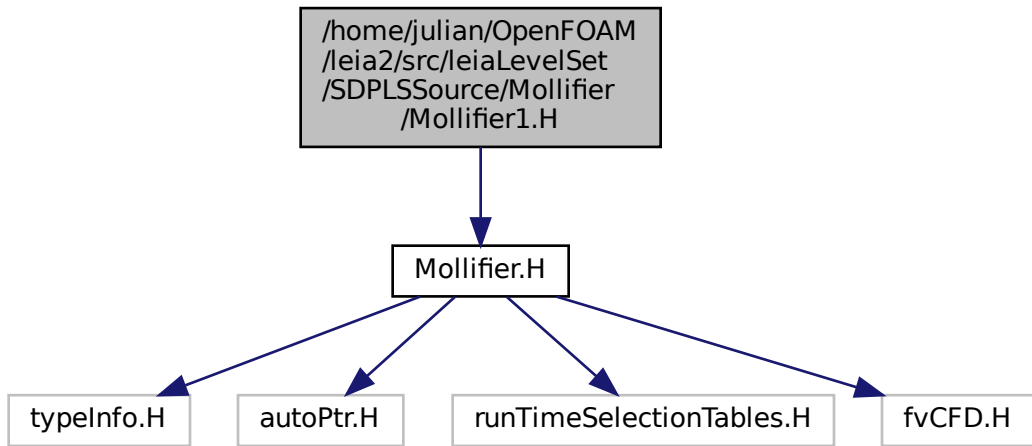 /home/julian/OpenFOAM
/leia2/src/leiaLevelSet
/SDPLSSource/Mollifier
/Mollifier1.H
Mollifier.H
typeInfo.H
autoPtr.H
runTimeSelectionTables.H
fvCFD.H